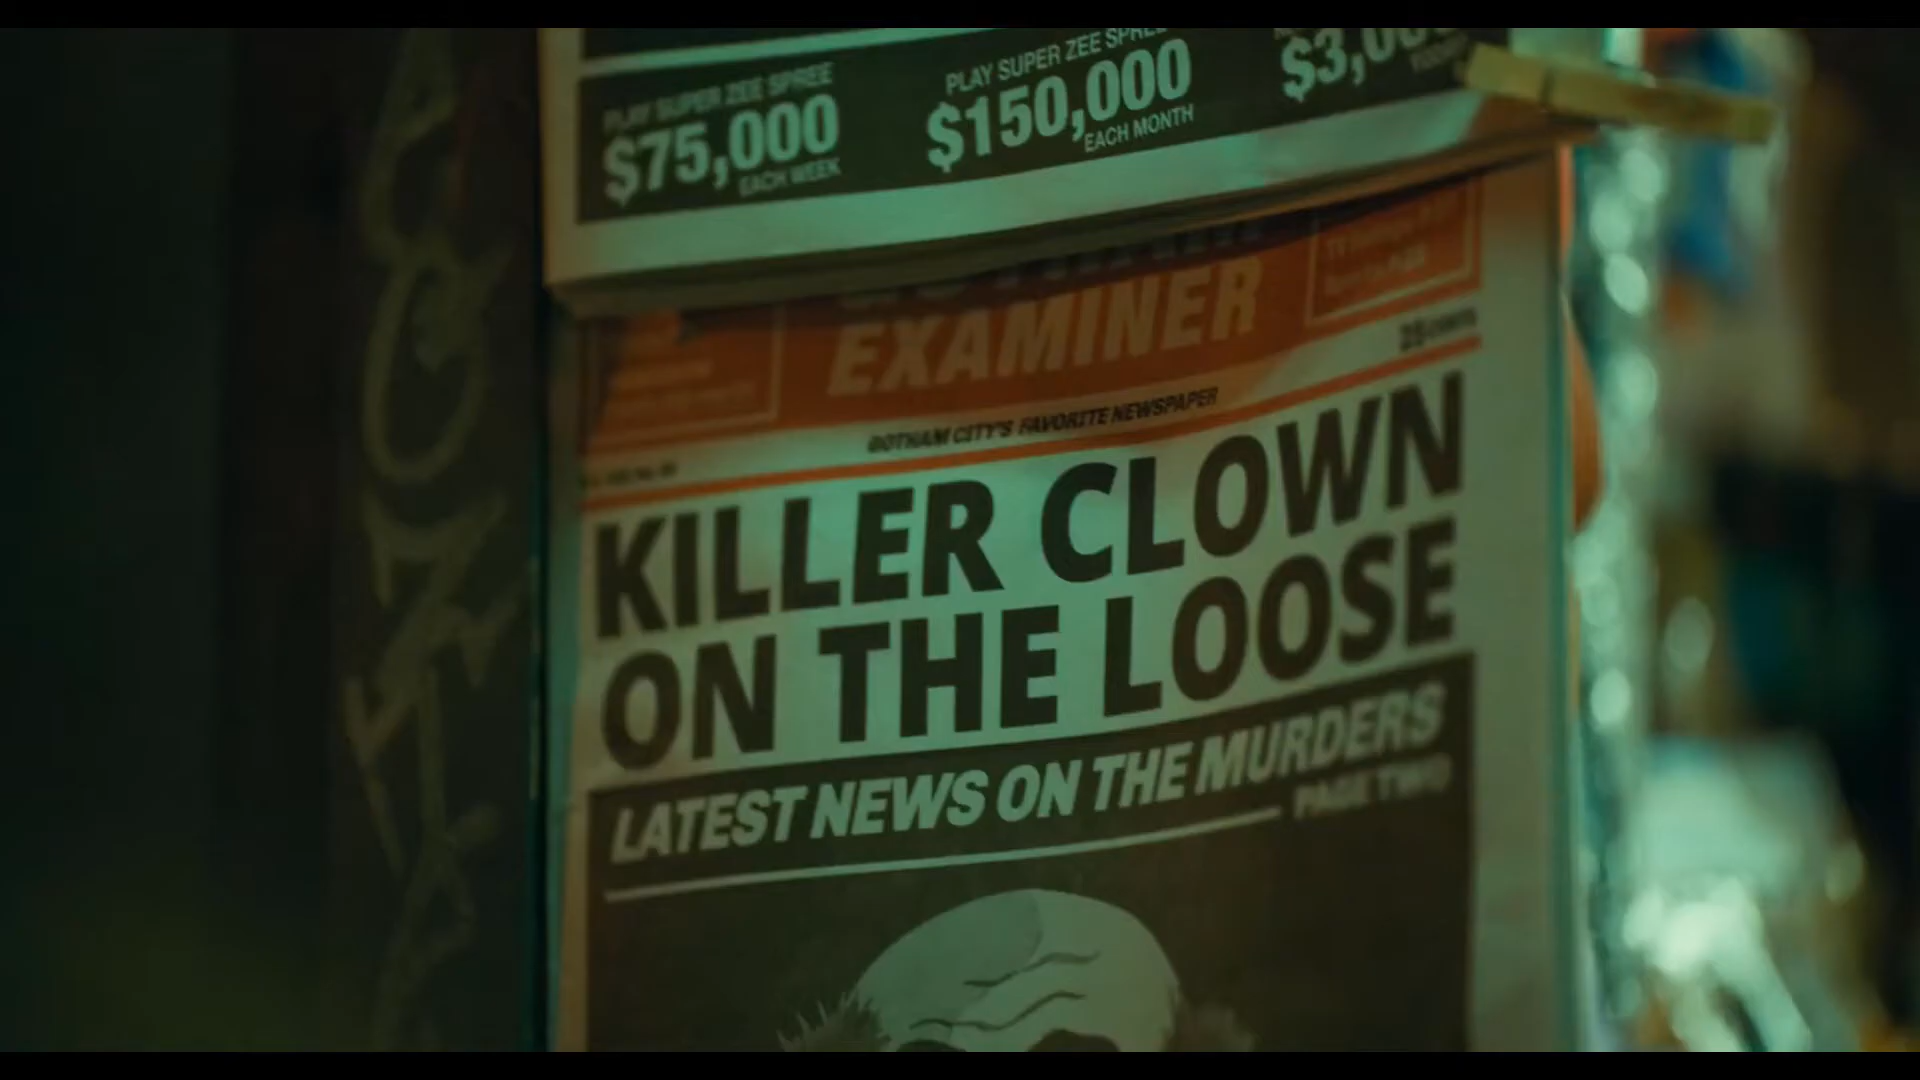 PLAY SUPER ZEE SPREE
$75,000
EACH WEEK
PLAY SUPER ZEE SPREE
$150,000
EACH MONTH
EXAMINER
GOTHAM CITY'S FAVORITE NEWSPAPER
KILLER CLOWN
ON THE LOOSE
LATEST NEWS ON THE MURDERS
PAGE TWO